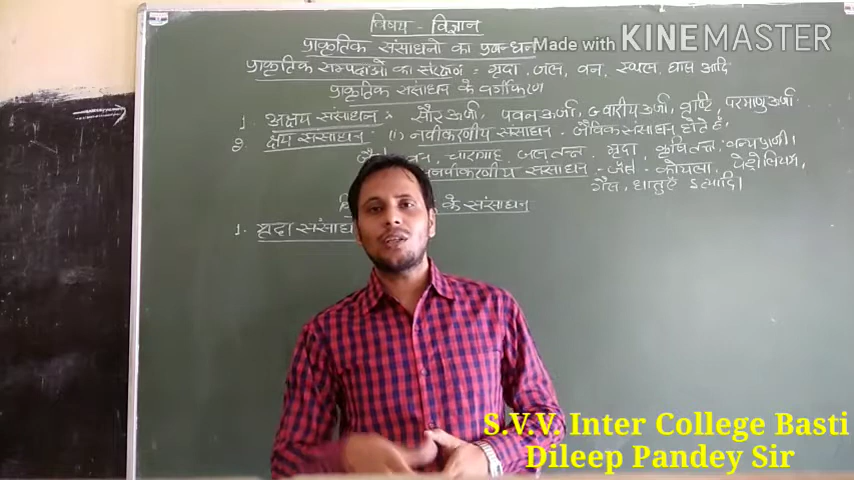 विषय - विज्ञान
प्राकृतिक संसाधनो का प्रबन्धन
Made with KINEMASTER
प्राकृतिक सम्पदाओं का संरक्षण = मृदा, जल, वन, स्थल, घास आदि
प्राकृतिक संसाधन के वर्गीकरण
1. अक्षय संसाधन: सौर ऊर्जा, पवन ऊर्जा, ज्वारीय ऊर्जा, वृष्टि, परमाणु ऊर्जा
2. क्षय संसाधन - (i) नवीकरणीय संसाधन - जैविक संसाधन होते हैं,
वन, चारागाह, जलतन्त्र, मृदा, कृषितन्त्र, वन्यप्राणी।
नवीकरणीय संसाधन - जैसे - कोयला, पेट्रोलियम,
गैस, धातुएँ इत्यादि।
के संसाधन
1. मृदा
S.V.V. Inter College Basti
Dileep Pandey Sir